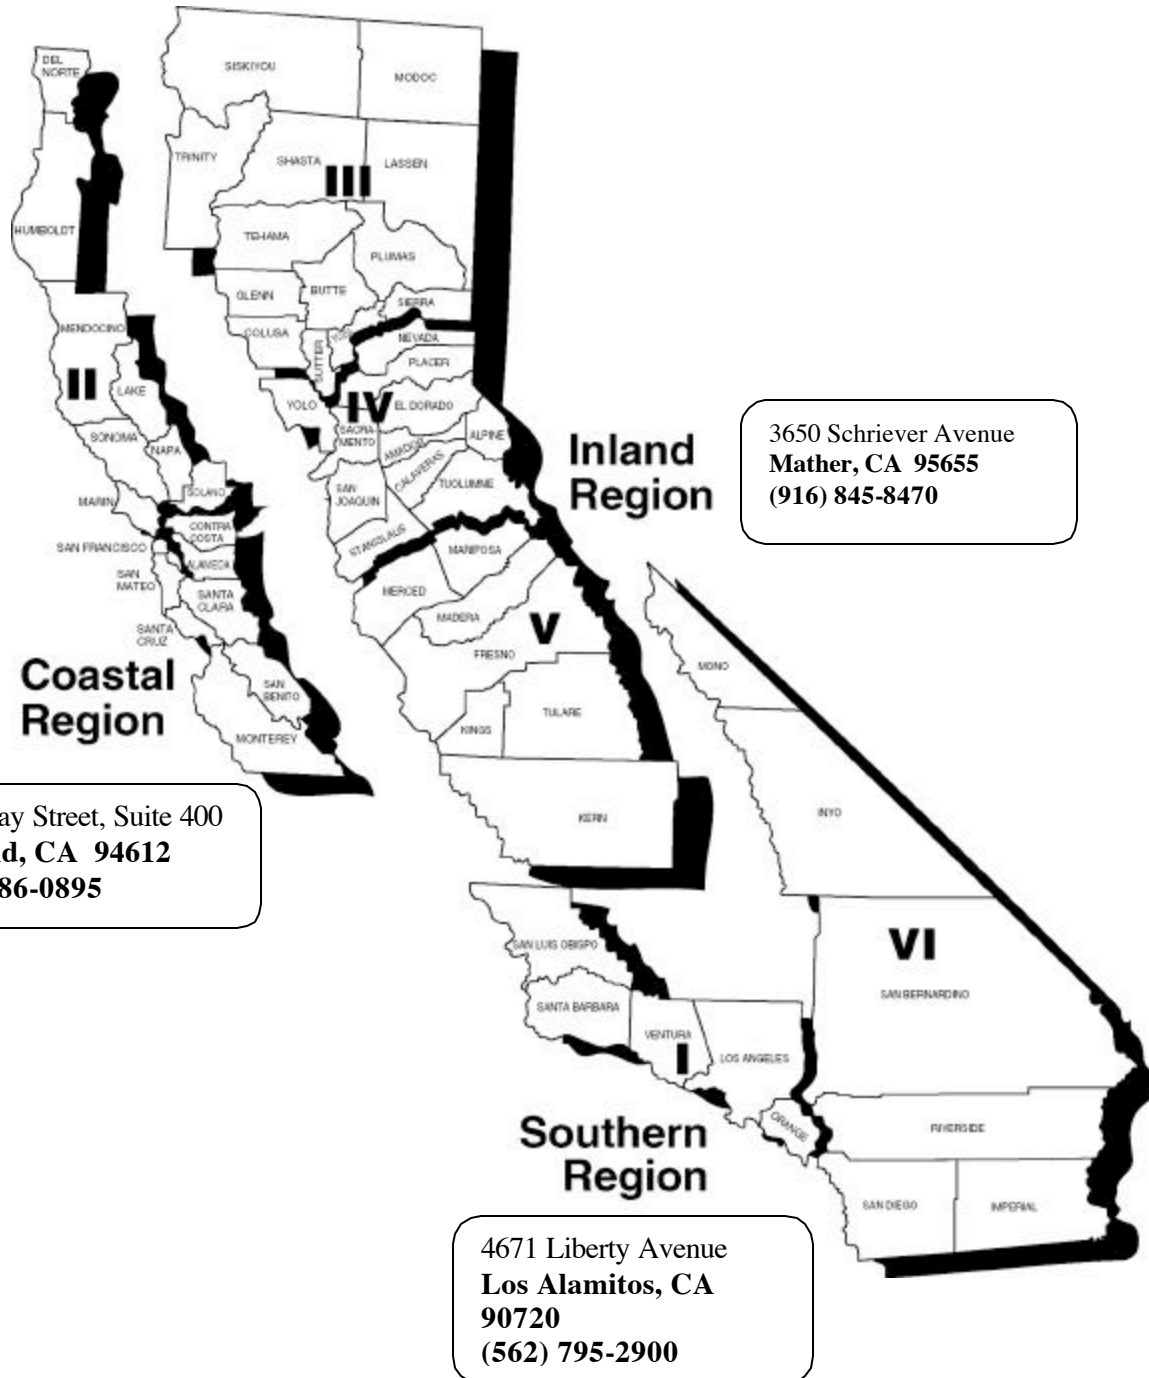 DEL
NORTE
SISKIYOU
MODOC
TRINITY
SHASTA
LASSEN
III
HUMBOLDT
TEHAMA
PLUMAS
GLENN
BUTTE
SIERRA
MENDOCINO
COLUSA
SUTTER
NEVADA
PLACER
II
LAKE
YOLO
IV
EL DORADO
SONOMA
NAPA
SACRA-
MENTO
AMADOR
ALPINE
CALAVERAS
TUOLUMNE
SOLANO
MARIN
SAN
JOAQUIN
CONTRA
COSTA
STANISLAUS
SAN FRANCISCO
ALAMEDA
MARIPOSA
SAN
MATEO
SANTA
CLARA
MERCED
MADERA
SANTA
CRUZ
V
FRESNO
MONO
SAN
BENITO
KINGS
TULARE
MONTEREY
Inland
Region
3650 Schriever Avenue
Mather, CA 95655
(916) 845-8470
Coastal
Region
ay Street, Suite 400
d, CA 94612
86-0895
KERN
INYO
SAN LUIS OBISPO
VI
SAN BERNARDINO
SANTA BARBARA
VENTURA
I
LOS ANGELES
ORANGE
RIVERSIDE
SAN DIEGO
IMPERIAL
Southern
Region
4671 Liberty Avenue
Los Alamitos, CA
90720
(562) 795-2900